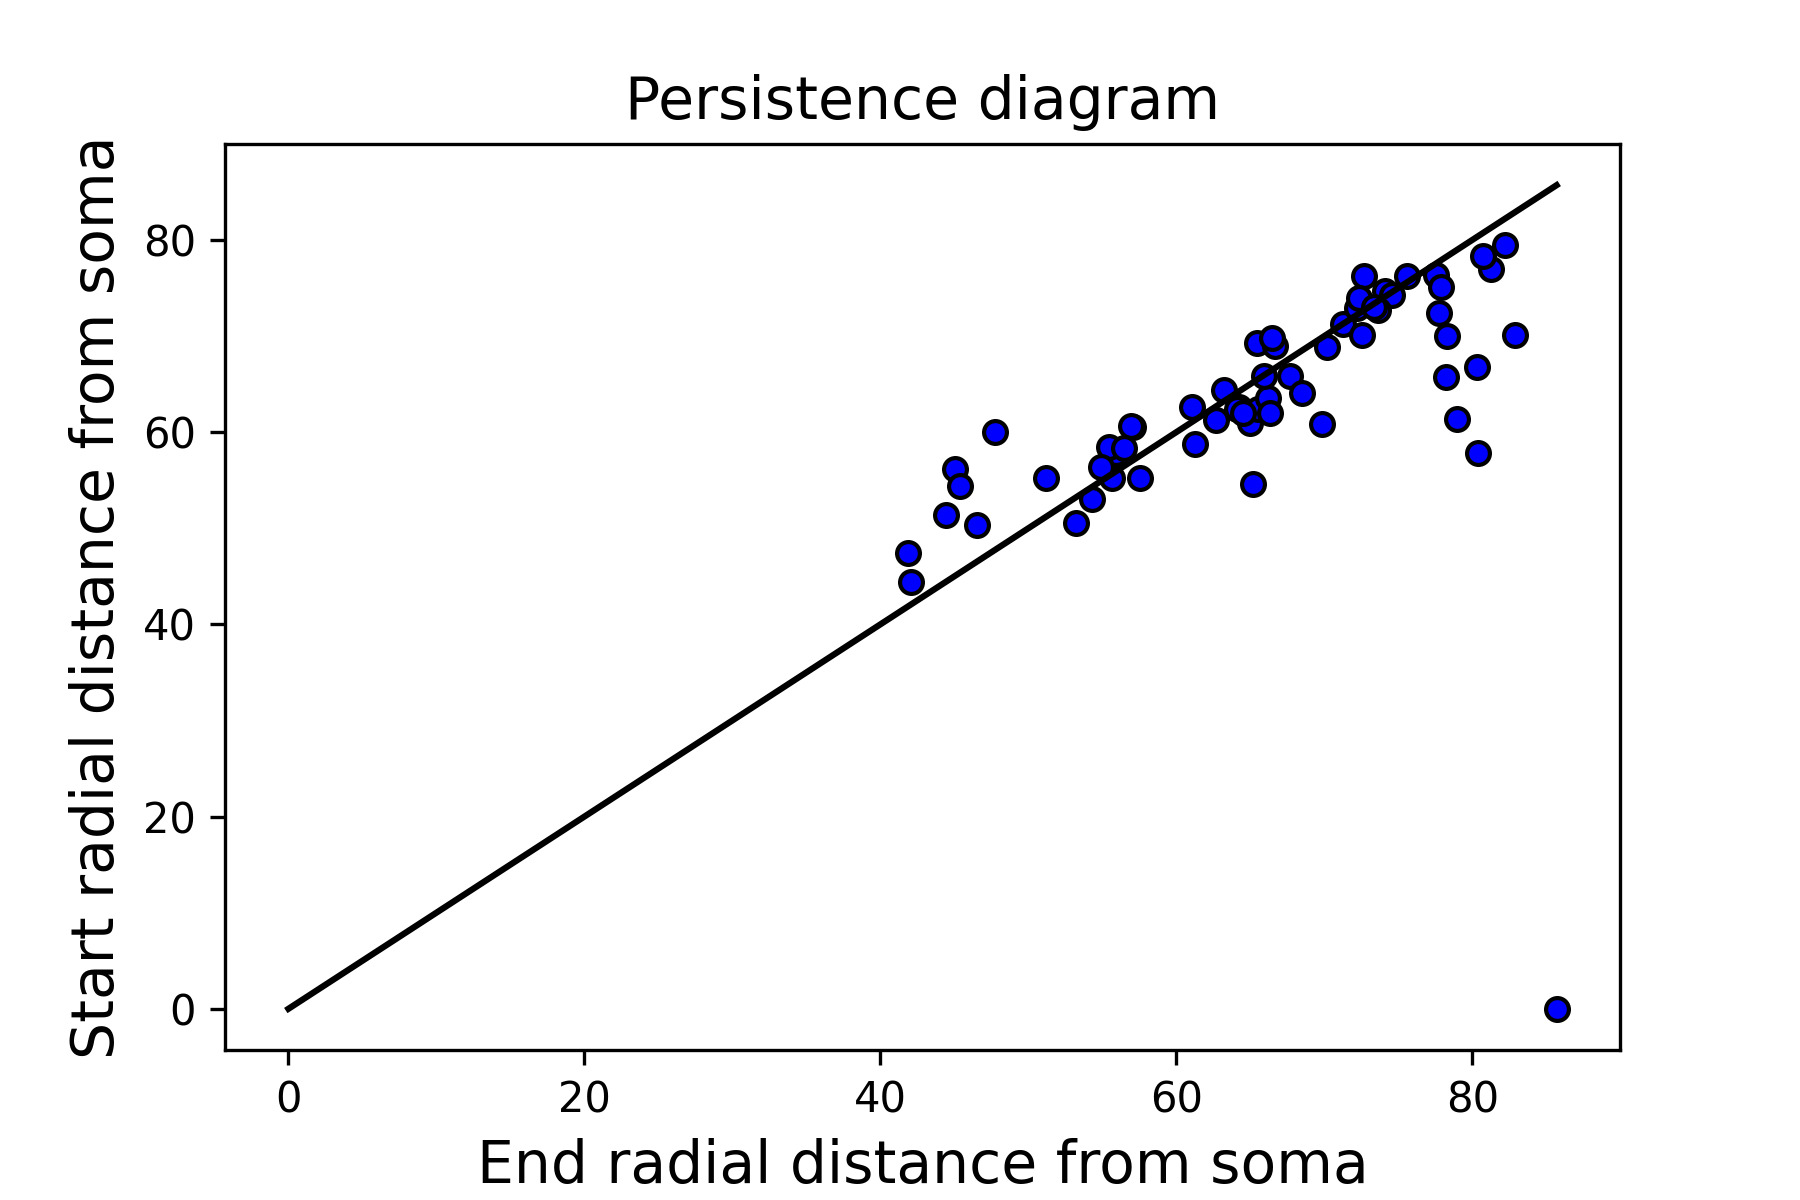 Persistence diagram
Start radial distance from soma
80
60
40
20
0
0 20 40 60 80
End radial distance from soma